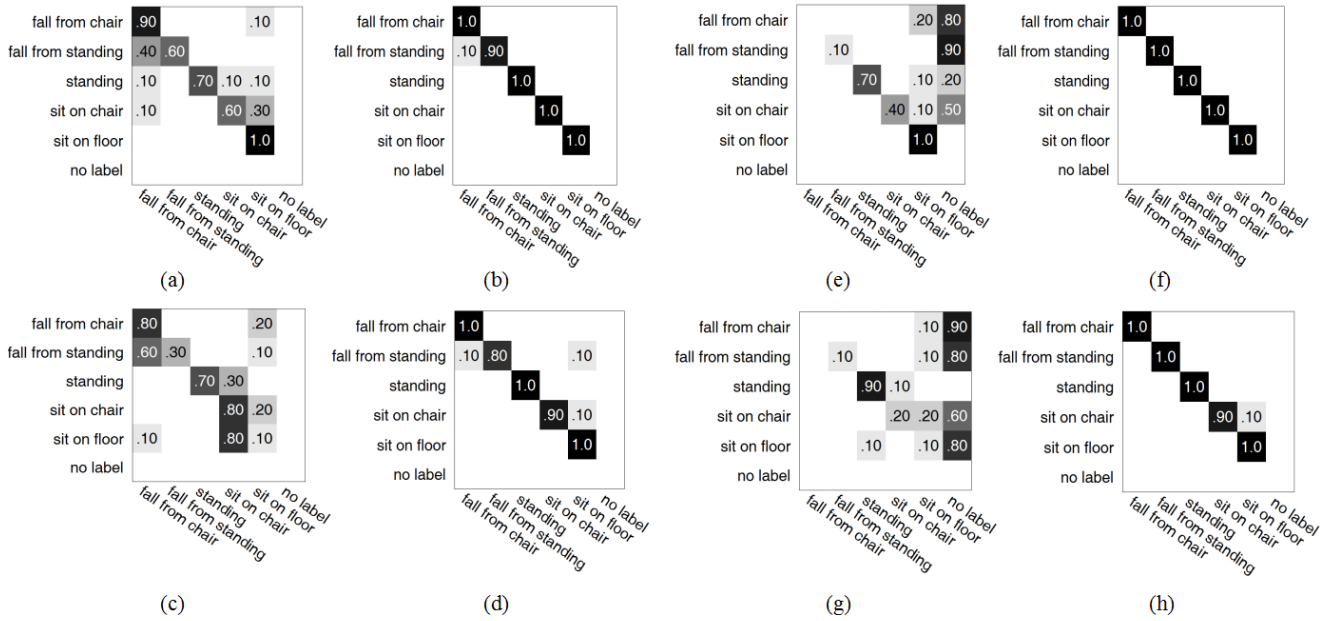 fall from chair .90 .10
fall from standing .40 .60
standing .10 .70 .10 .10
sit on chair .10 .60 .30
sit on floor 1.0
no label
fall from chair
fall from standing
standing
sit on chair
sit on floor
no label
(a)
fall from chair 1.0
fall from standing .10 .90
standing 1.0
sit on chair 1.0
sit on floor 1.0
no label
fall from chair
fall from standing
standing
sit on chair
sit on floor
no label
(b)
fall from chair .20 .80
fall from standing .10 .90
standing .70 .10 .20
sit on chair .40 .10 .50
sit on floor 1.0
no label
fall from chair
fall from standing
standing
sit on chair
sit on floor
no label
(e)
fall from chair 1.0
fall from standing 1.0
standing 1.0
sit on chair 1.0
sit on floor 1.0
no label
fall from chair
fall from standing
standing
sit on chair
sit on floor
no label
(f)
fall from chair .80 .20
fall from standing .60 .30 .10
standing .70 .30
sit on chair .80 .20
sit on floor .10 .80 .10
no label
fall from chair
fall from standing
standing
sit on chair
sit on floor
no label
(c)
fall from chair 1.0
fall from standing .10 .80 .10
standing 1.0
sit on chair .90 .10
sit on floor 1.0
no label
fall from chair
fall from standing
standing
sit on chair
sit on floor
no label
(d)
fall from chair .10 .90
fall from standing .10 .10 .80
standing .90 .10
sit on chair .20 .20 .60
sit on floor .10 .10 .80
no label
fall from chair
fall from standing
standing
sit on chair
sit on floor
no label
(g)
fall from chair 1.0
fall from standing 1.0
standing 1.0
sit on chair .90 .10
sit on floor 1.0
no label
fall from chair
fall from standing
standing
sit on chair
sit on floor
no label
(h)